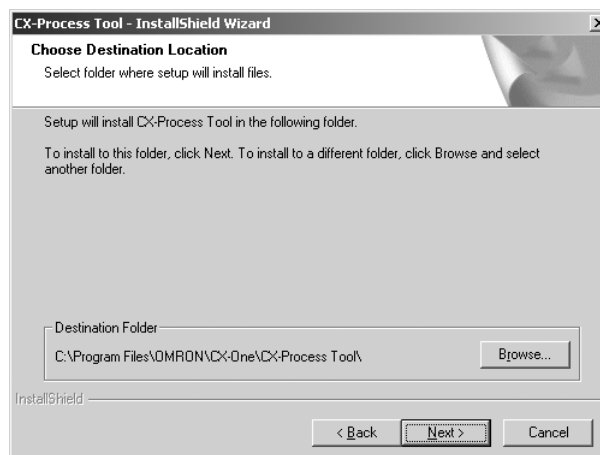 CX-Process Tool - InstallShield Wizard
Choose Destination Location
Select folder where setup will install files.
Setup will install CX-Process Tool in the following folder.
To install to this folder, click Next. To install to a different folder, click Browse and select
another folder.
Destination Folder
C:\Program Files\OMRON\CX-One\CX-Process Tool\
Browse...
InstallShield
< Back
Next >
Cancel